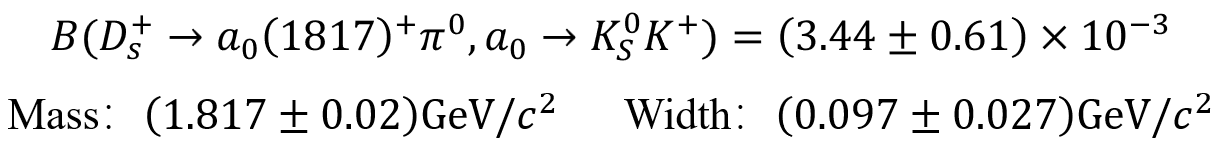 B(D_s^+ → a_0(1817)^+π^0, a_0 → K_S^0K^+) = (3.44 ± 0.61) × 10^{−3}
Mass: (1.817 ± 0.02)GeV/c^2 Width: (0.097 ± 0.027)GeV/c^2